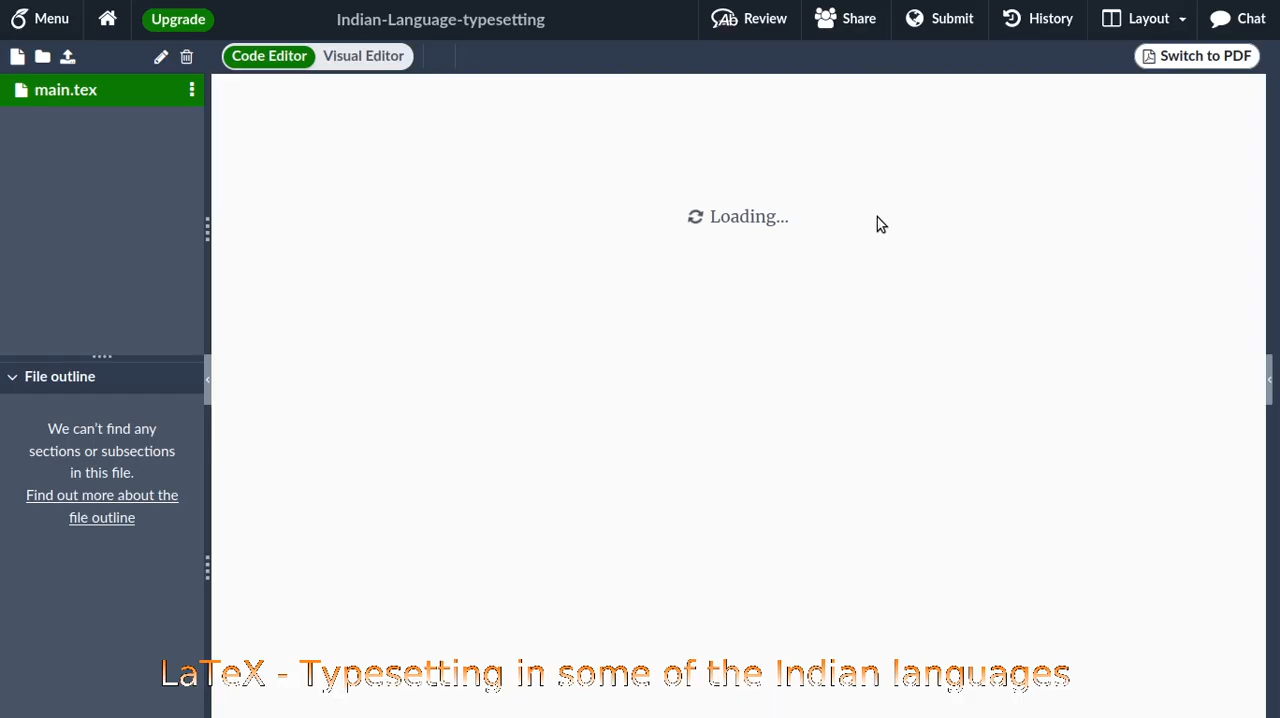 Menu
Upgrade
Indian-Language-typesetting
Review
Share
Submit
History
Layout
Chat
Code Editor
Visual Editor
Switch to PDF
main.tex
Loading...
File outline
We can't find any
sections or subsections
in this file.
Find out more about the
file outline
LaTeX - Typesetting in some of the Indian languages